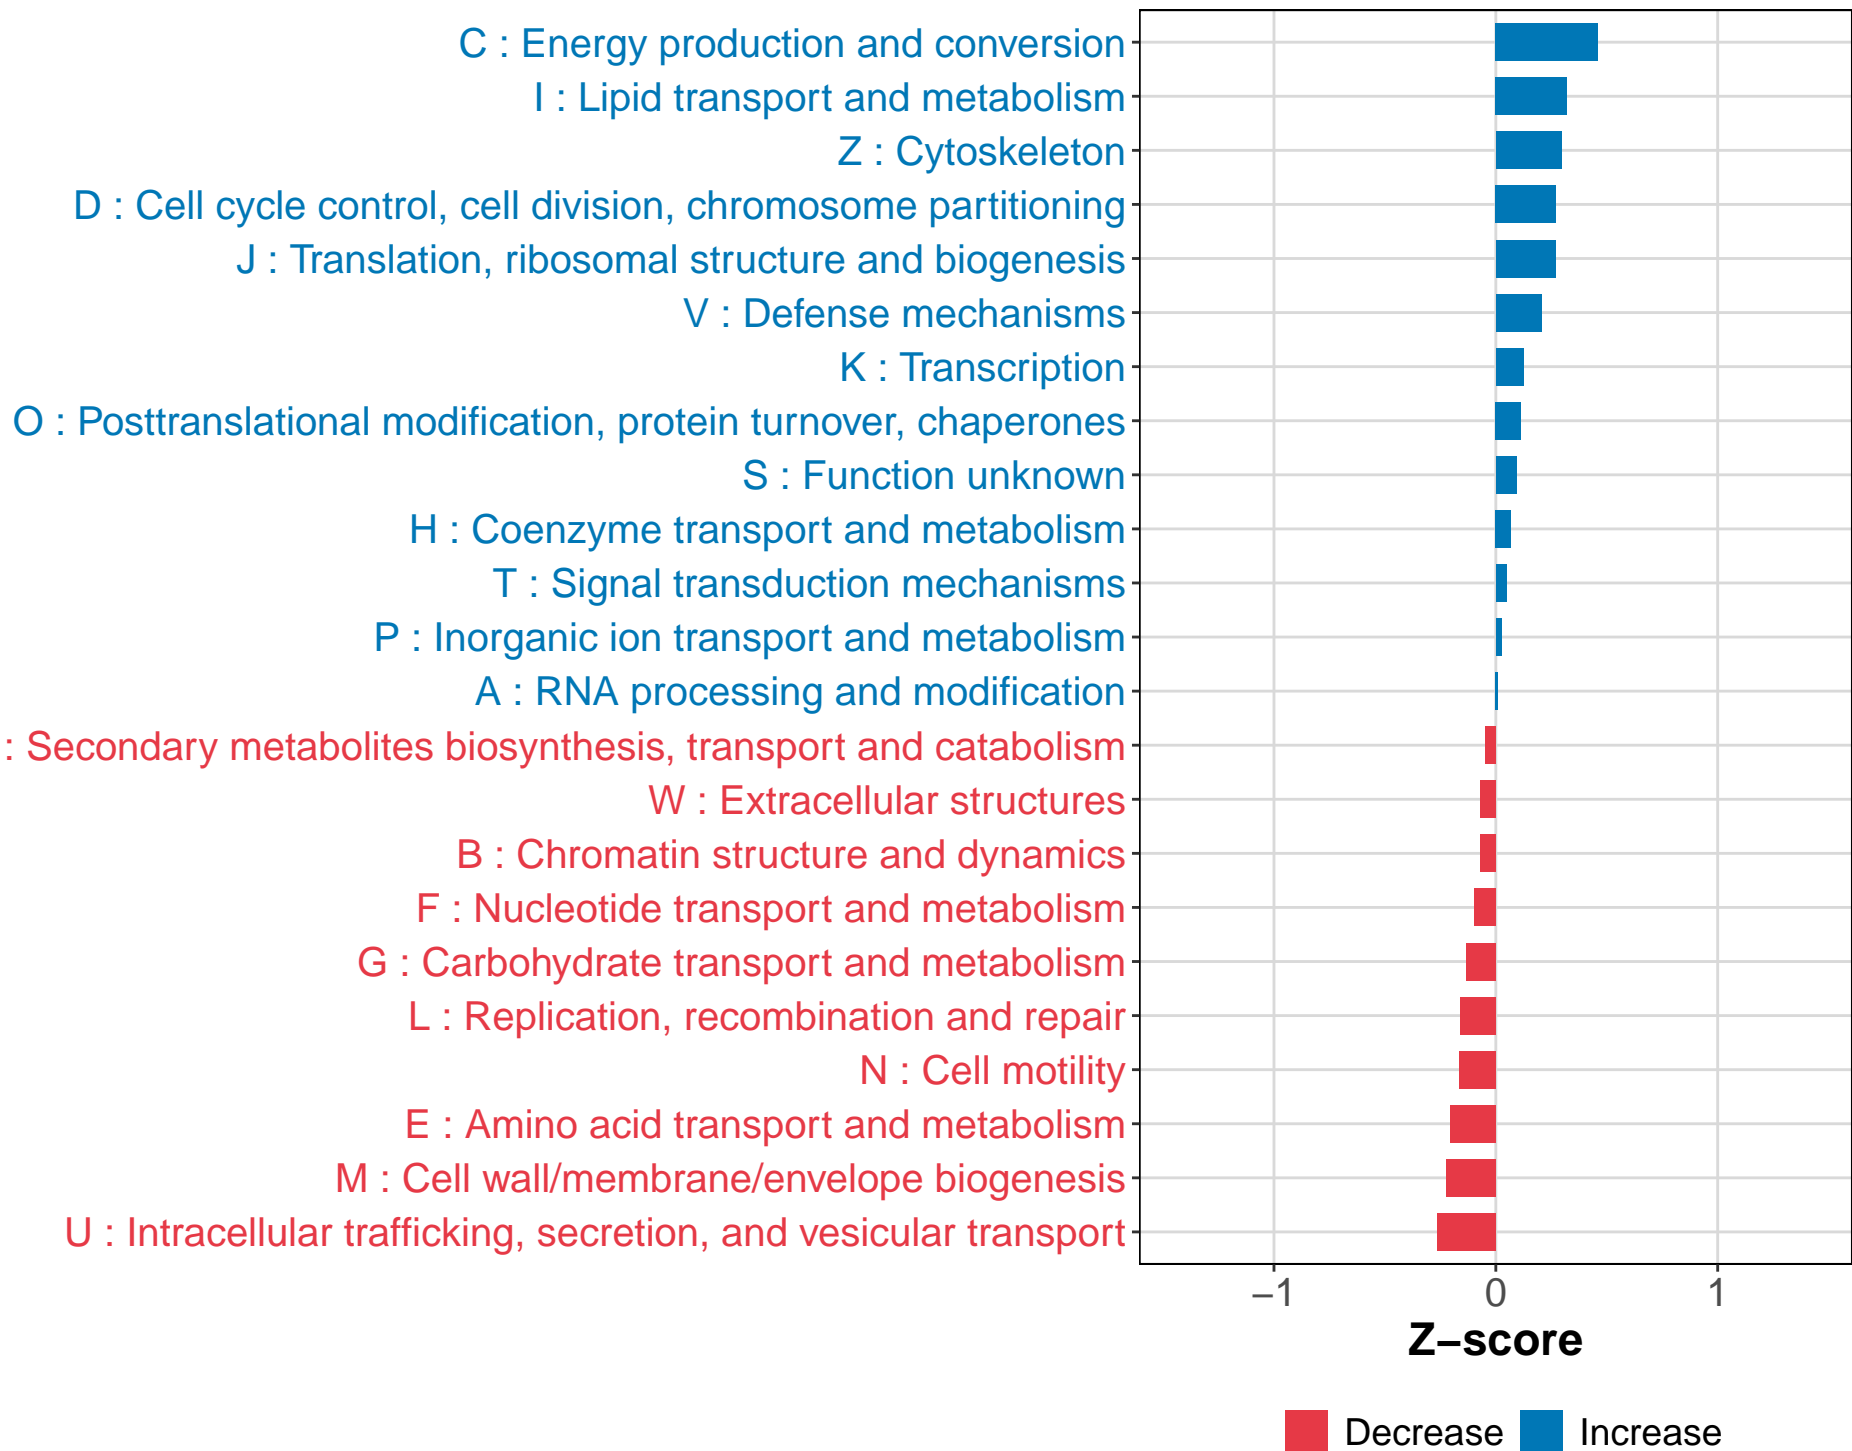 C : Energy production and conversion
I : Lipid transport and metabolism
Z : Cytoskeleton
D : Cell cycle control, cell division, chromosome partitioning
J : Translation, ribosomal structure and biogenesis
V : Defense mechanisms
K : Transcription
O : Posttranslational modification, protein turnover, chaperones
S : Function unknown
H : Coenzyme transport and metabolism
T : Signal transduction mechanisms
P : Inorganic ion transport and metabolism
A : RNA processing and modification
: Secondary metabolites biosynthesis, transport and catabolism
W : Extracellular structures
B : Chromatin structure and dynamics
F : Nucleotide transport and metabolism
G : Carbohydrate transport and metabolism
L : Replication, recombination and repair
N : Cell motility
E : Amino acid transport and metabolism
M : Cell wall/membrane/envelope biogenesis
U : Intracellular trafficking, secretion, and vesicular transport
−1 0 1
Z−score
Decrease Increase